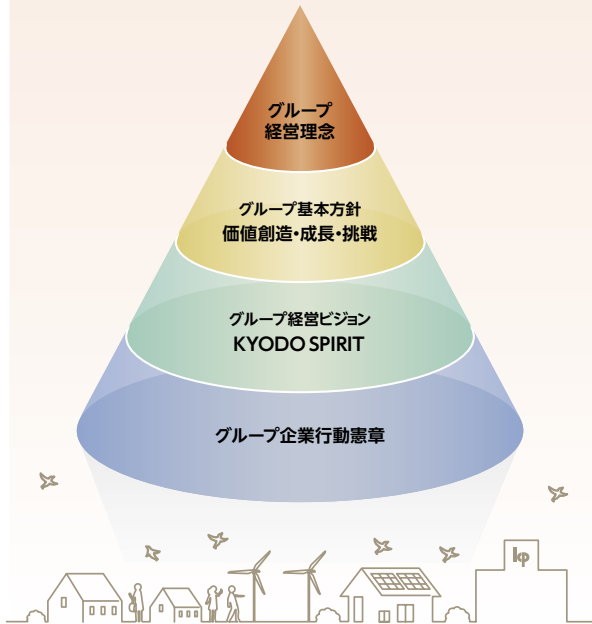 グループ
経営理念
グループ基本方針
価値創造・成長・挑戦
グループ経営ビジョン
KYODO SPIRIT
グループ企業行動憲章